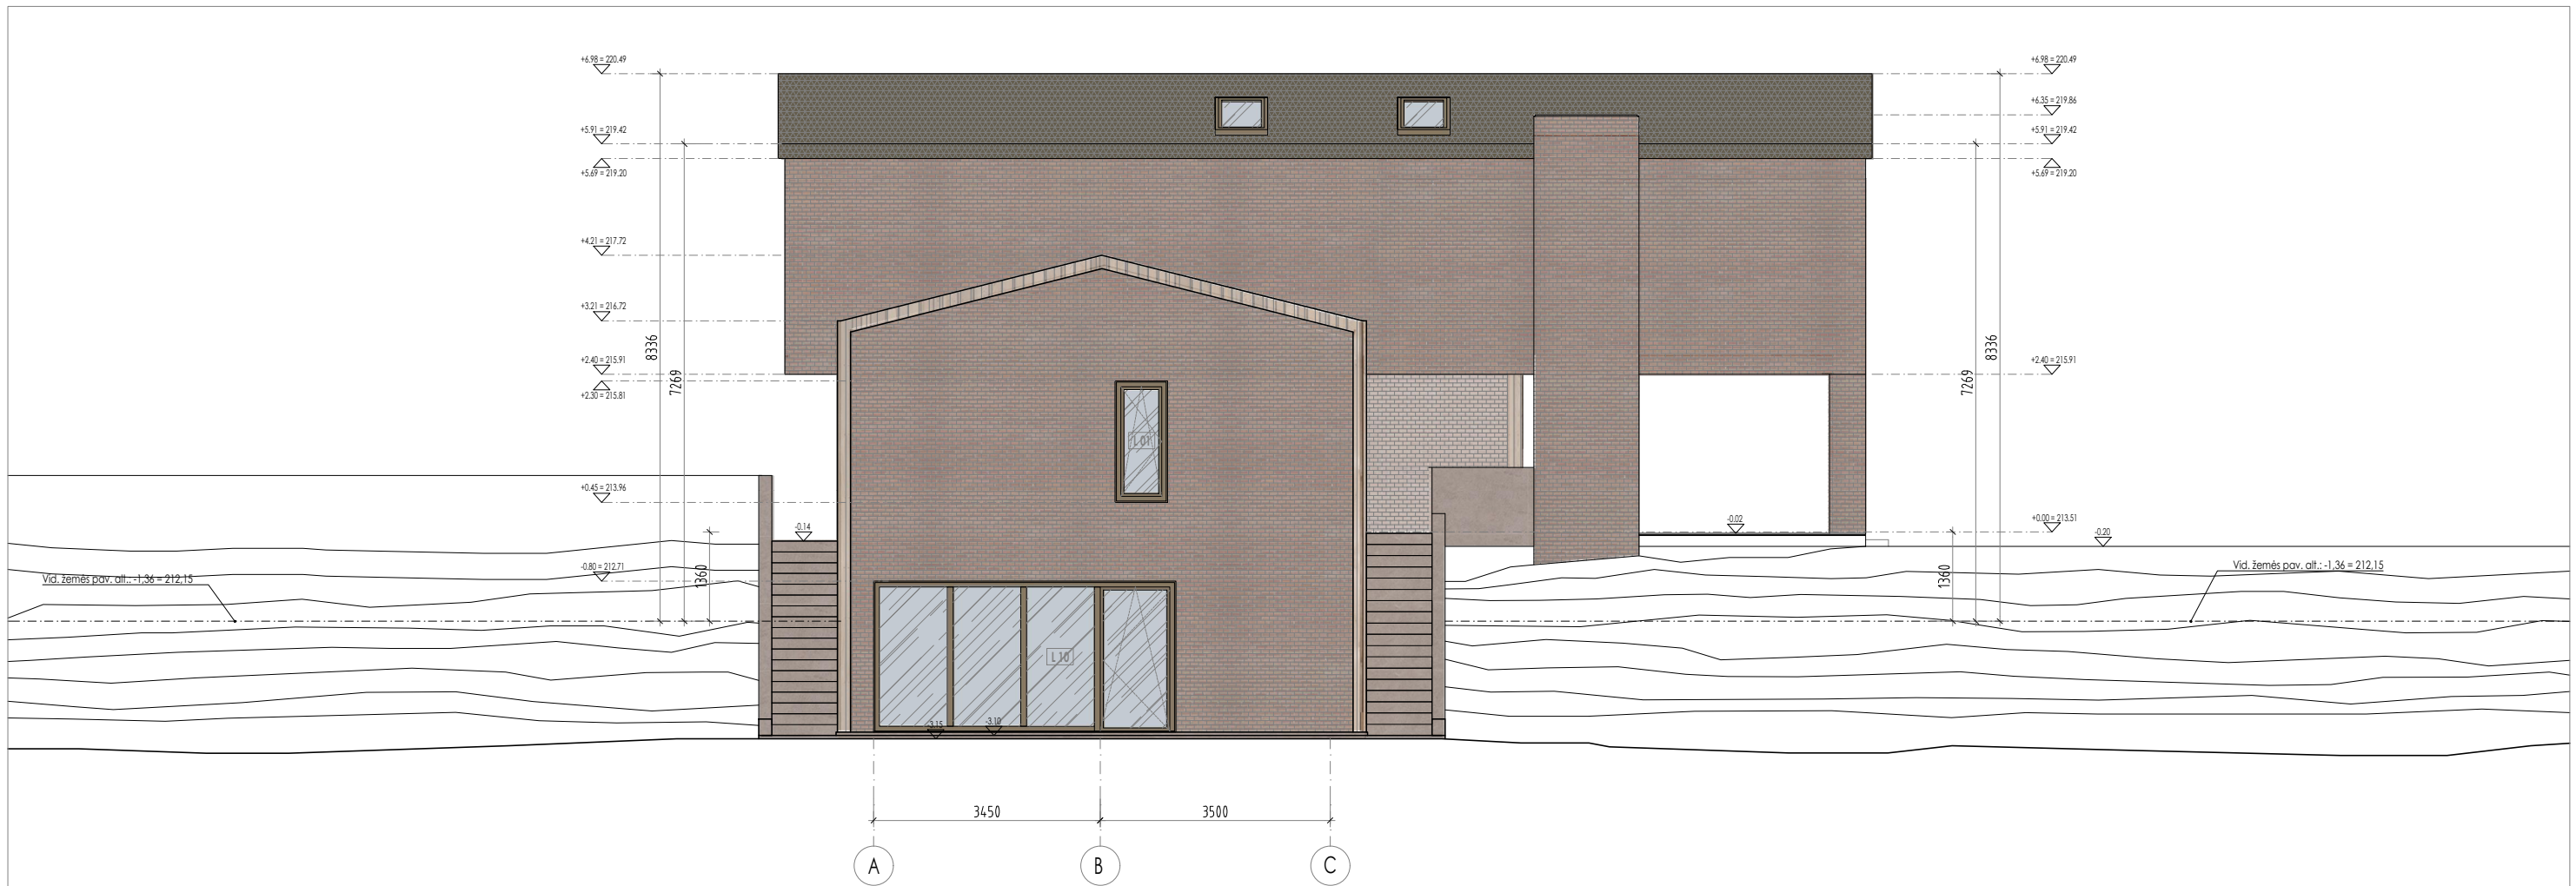 +6.98 = 220.49
+6.98 = 220.49
+6.35 = 219.86
+5.91 = 219.42
+5.91 = 219.42
+5.69 = 219.20
+5.69 = 219.20
+4.21 = 217.72
+3.21 = 216.72
8336
8336
+2.40 = 215.91
+2.40 = 215.91
7269
7269
+2.30 = 215.81
L 01
+0.45 = 213.96
-0.14
-0.02
+0.00 = 213.51
-0.20
-0.80 = 212.71
1360
1360
Vid. žemės pav. alt.: -1,36 = 212,15
Vid. žemės pav. alt.: -1,36 = 212,15
L 10
-3.15
-3.10
3450
3500
A
B
C